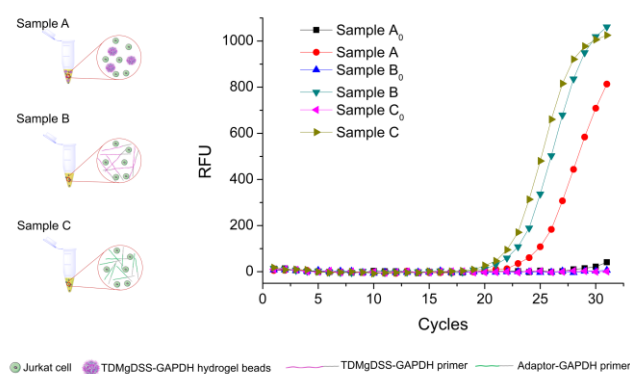 Sample A
Sample B
Sample C
RFU
1000
800
600
400
200
0
Sample A₀
Sample A
Sample B₀
Sample B
Sample C₀
Sample C
0 5 10 15 20 25 30
Cycles
Jurkat cell TDMgDSS-GAPDH hydrogel beads TDMgDSS-GAPDH primer Adaptor-GAPDH primer